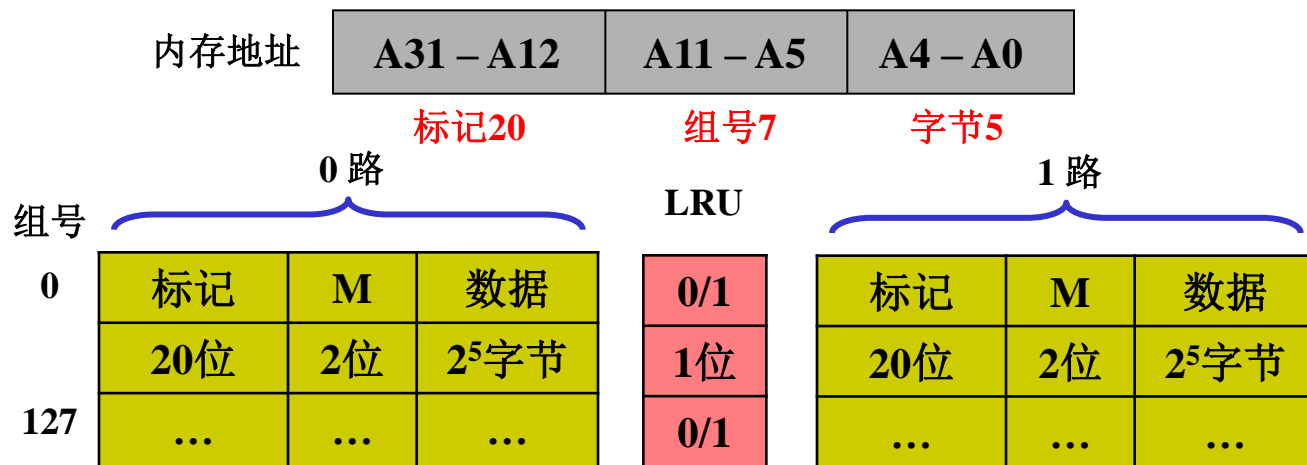 内存地址 A31 – A12 A11 – A5 A4 – A0
标记20 组号7 字节5
0 路 LRU 1 路
组号
0 标记 M 数据 0/1 标记 M 数据
20位 2位 2⁵字节 1位 20位 2位 2⁵字节
127 … … … 0/1 … … …